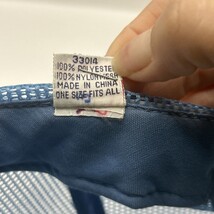 33014
100% POLYESTER
100% NYLON MESH
MADE IN CHINA
ONE SIZE FITS ALL